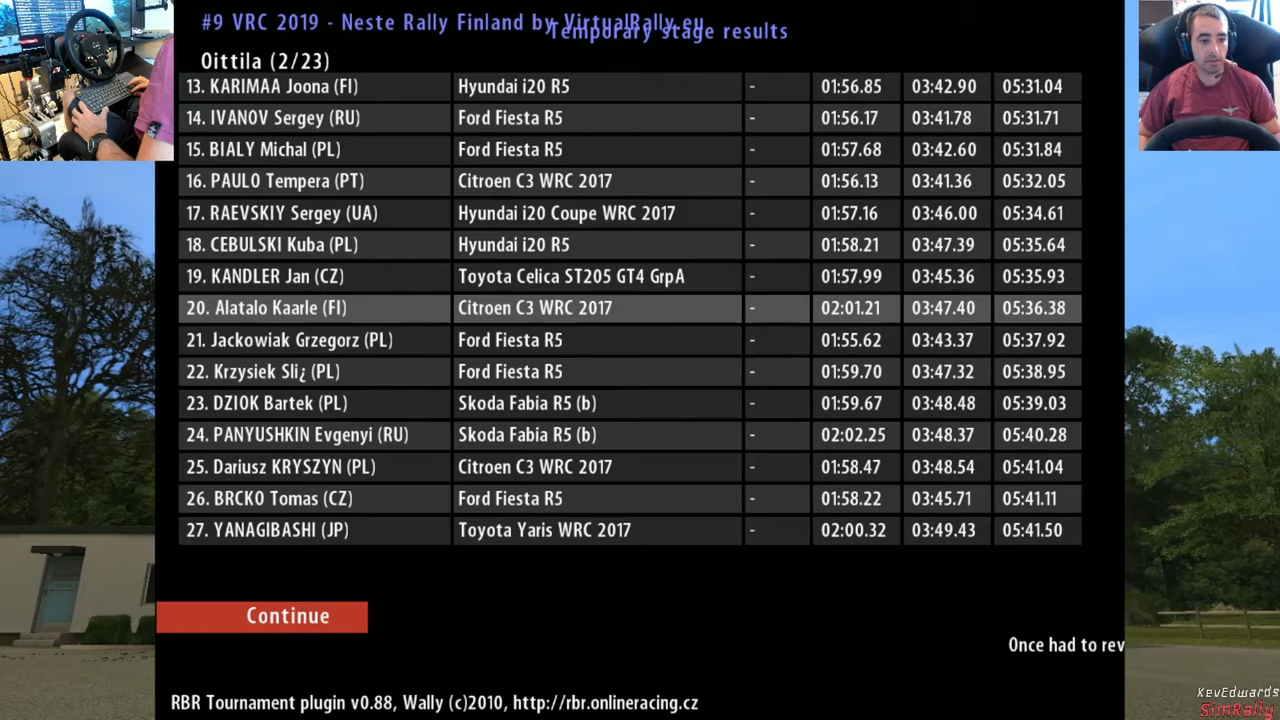 #9 VRC 2019 - Neste Rally Finland by VirtualRally.eu
Temporary stage results
Oittila (2/23)
13. KARIMAA Joona (FI) Hyundai i20 R5 - 01:56.85 03:42.90 05:31.04
14. IVANOV Sergey (RU) Ford Fiesta R5 - 01:56.17 03:41.78 05:31.71
15. BIALY Michal (PL) Ford Fiesta R5 - 01:57.68 03:42.60 05:31.84
16. PAULO Tempera (PT) Citroen C3 WRC 2017 - 01:56.13 03:41.36 05:32.05
17. RAEVSKIY Sergey (UA) Hyundai i20 Coupe WRC 2017 - 01:57.16 03:46.00 05:34.61
18. CEBULSKI Kuba (PL) Hyundai i20 R5 - 01:58.21 03:47.39 05:35.64
19. KANDLER Jan (CZ) Toyota Celica ST205 GT4 GrpA - 01:57.99 03:45.36 05:35.93
20. Alatalo Kaarle (FI) Citroen C3 WRC 2017 - 02:01.21 03:47.40 05:36.38
21. Jackowiak Grzegorz (PL) Ford Fiesta R5 - 01:55.62 03:43.37 05:37.92
22. Krzysiek Sli¿ (PL) Ford Fiesta R5 - 01:59.70 03:47.32 05:38.95
23. DZIOK Bartek (PL) Skoda Fabia R5 (b) - 01:59.67 03:48.48 05:39.03
24. PANYUSHKIN Evgenyi (RU) Skoda Fabia R5 (b) - 02:02.25 03:48.37 05:40.28
25. Dariusz KRYSZYN (PL) Citroen C3 WRC 2017 - 01:58.47 03:48.54 05:41.04
26. BRCKO Tomas (CZ) Ford Fiesta R5 - 01:58.22 03:45.71 05:41.11
27. YANAGIBASHI (JP) Toyota Yaris WRC 2017 - 02:00.32 03:49.43 05:41.50
Continue
Once had to rev
RBR Tournament plugin v0.88, Wally (c)2010, http://rbr.onlineracing.cz
KevEdwards
SimRally